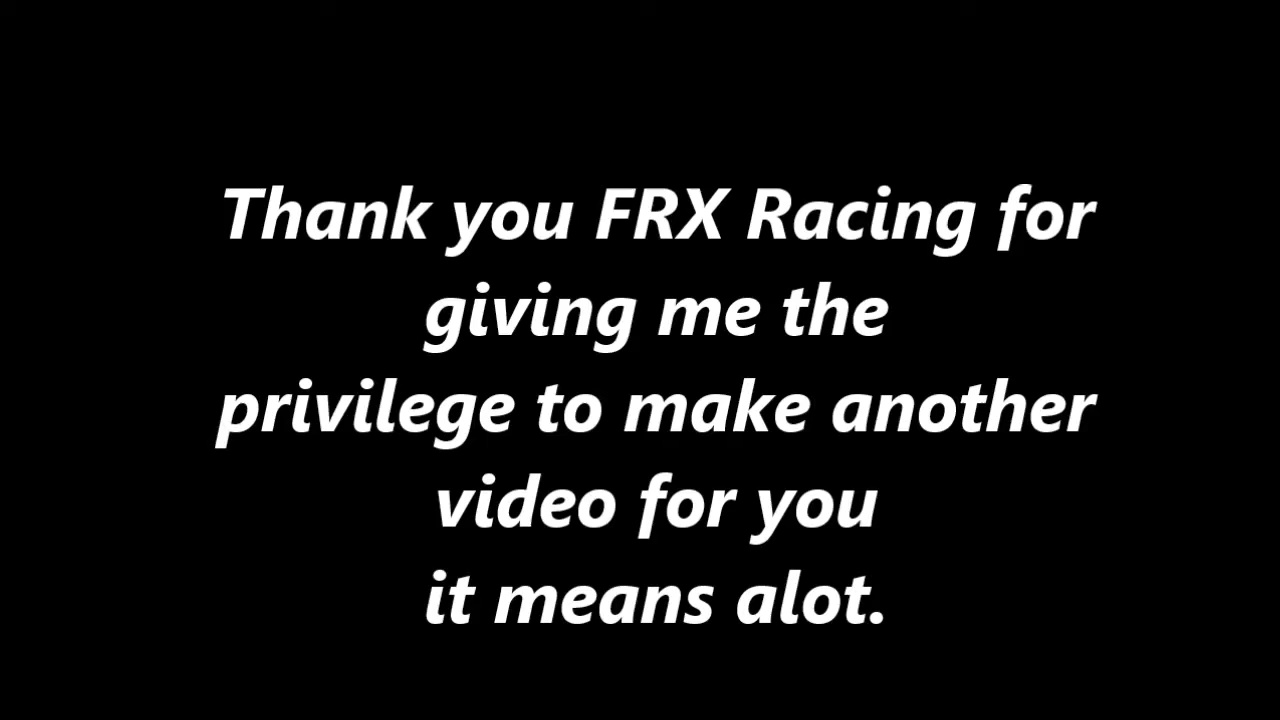 Thank you FRX Racing for
giving me the
privilege to make another
video for you
it means alot.